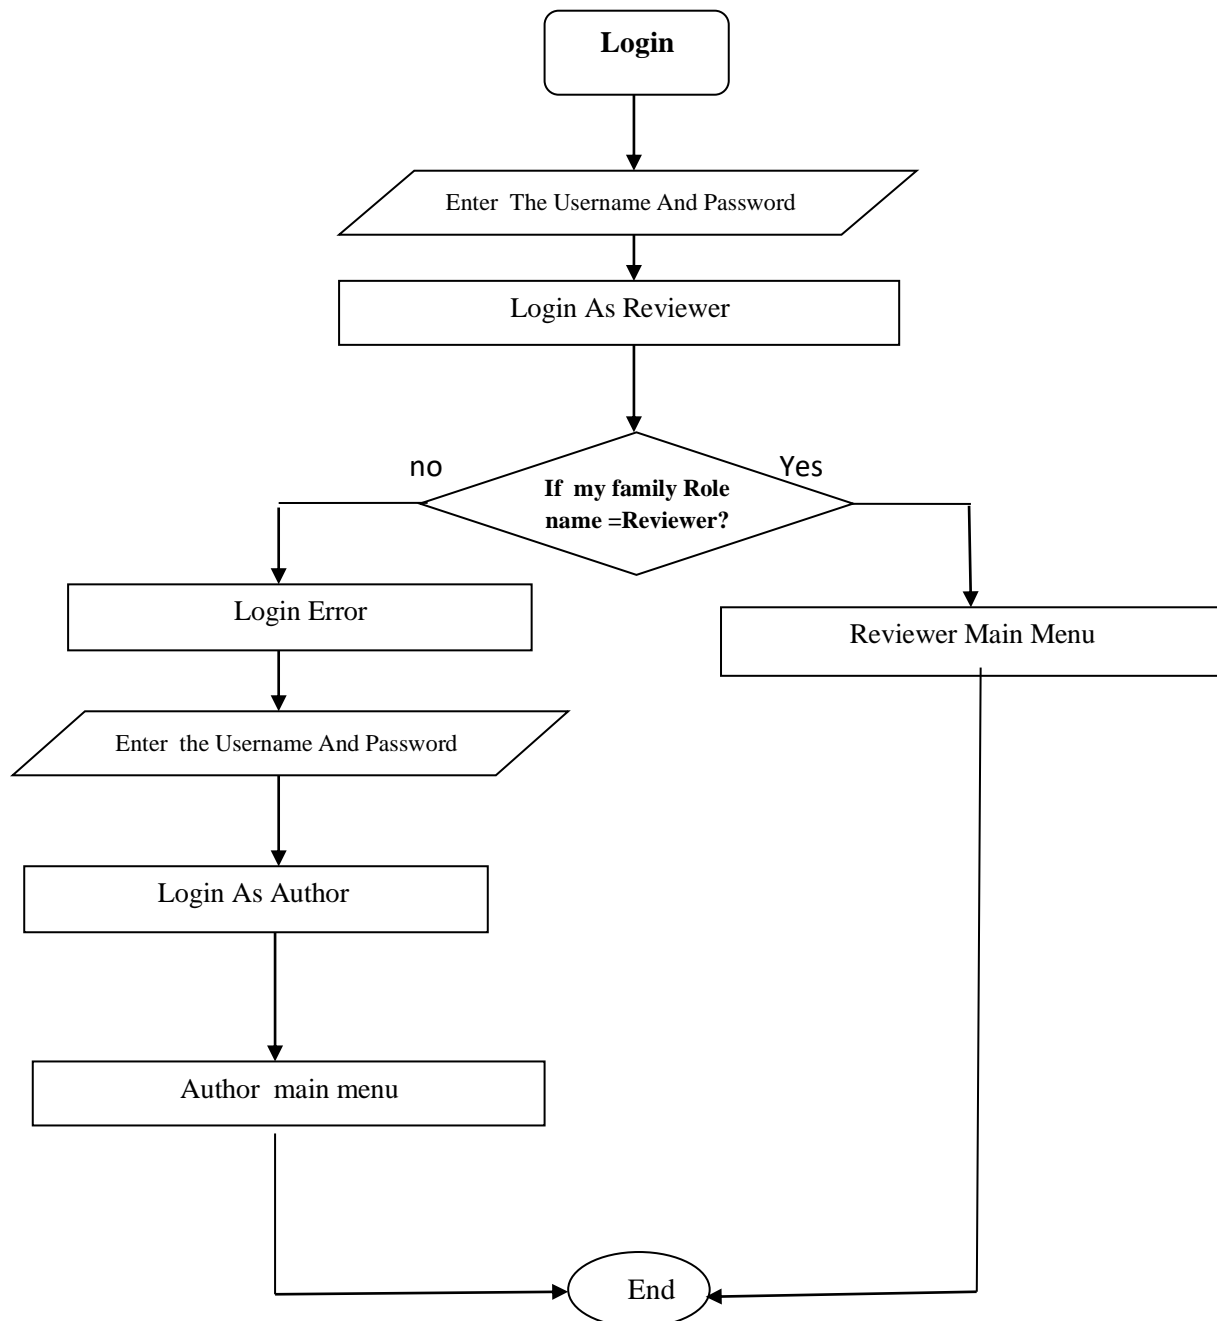 Login
Enter  The Username And Password
Login As Reviewer
no
Yes
If  my family Role
name =Reviewer?
Login Error
Reviewer Main Menu
Enter  the Username And Password
Login As Author
Author  main menu
End